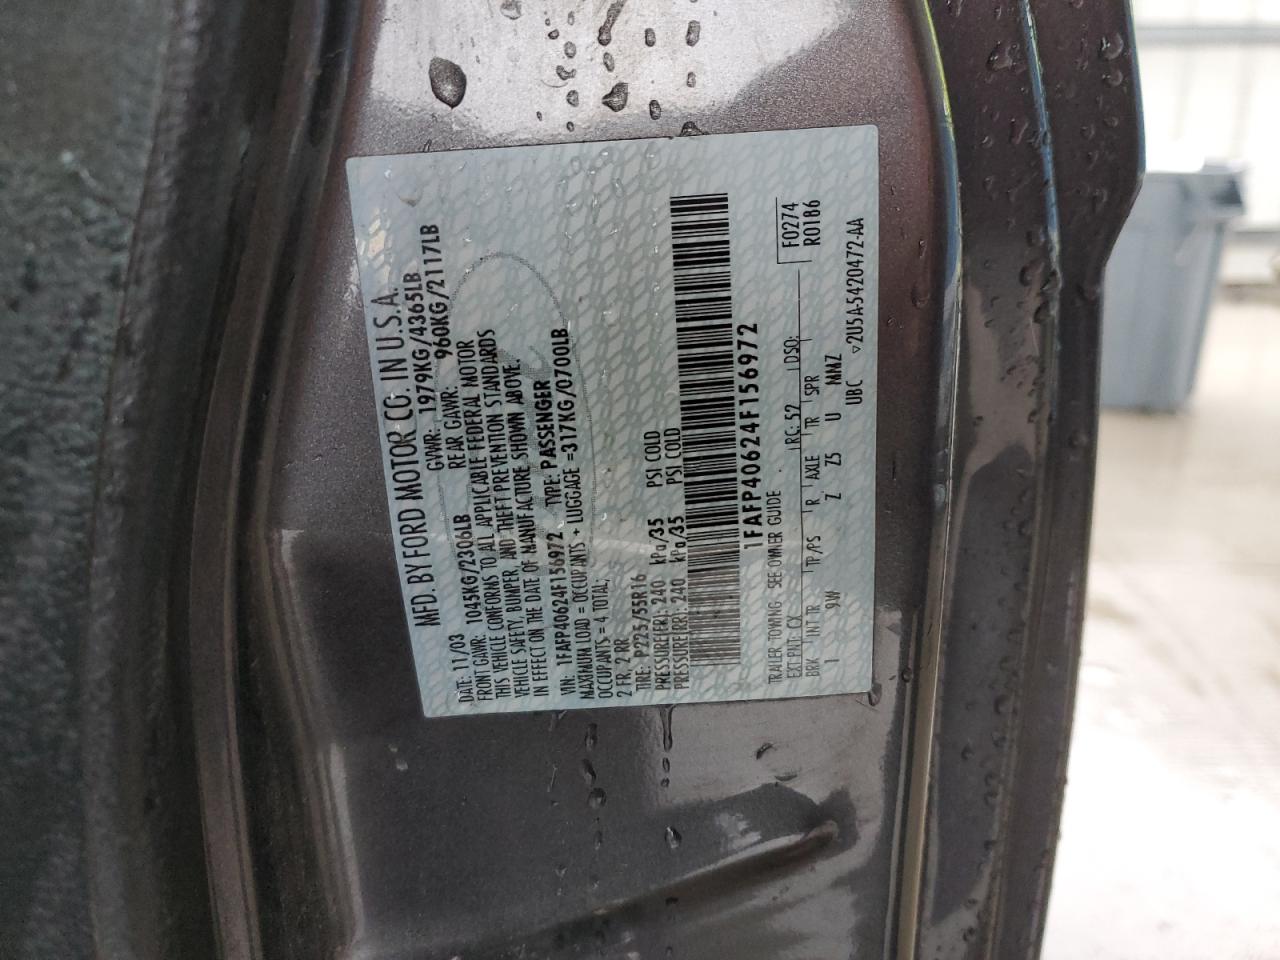 MFD. BY FORD MOTOR CO. IN U.S.A.
DATE: 11/03 GVWR: 1979KG/4365LB
FRONT GAWR: 1045KG/2306LB REAR GAWR: 960KG/2117LB
THIS VEHICLE CONFORMS TO ALL APPLICABLE FEDERAL MOTOR
VEHICLE SAFETY, BUMPER, AND THEFT PREVENTION STANDARDS
IN EFFECT ON THE DATE OF MANUFACTURE SHOWN ABOVE.
VIN: 1FAFP40624F156972 TYPE: PASSENGER
MAXIMUM LOAD = OCCUPANTS + LUGGAGE =317KG/0700LB
OCCUPANTS = 4 TOTAL;
2 FR, 2 RR
TIRE: P225/55R16
PRESSURE(FR): 240 kPa/35 PSI COLD
PRESSURE(RR): 240 kPa/35 PSI COLD
1FAFP40624F156972
TRAILER TOWING - SEE OWNER GUIDE
EXT PNT: CX RC: 52 DSO: F0274
BRK INT TR TP/PS R AXLE TR SPR R0186
1 9W Z Z5 U MMZ
UBC ▽2U5A-5420472-AA